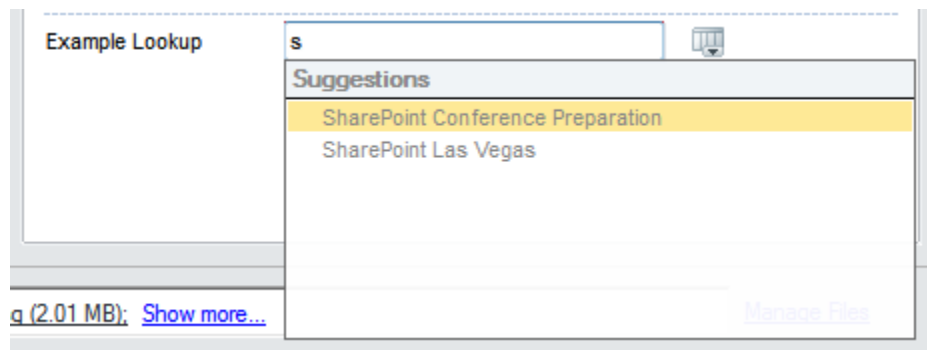 Example Lookup s
Suggestions
SharePoint Conference Preparation
SharePoint Las Vegas
g (2.01 MB); Show more... Manage Files